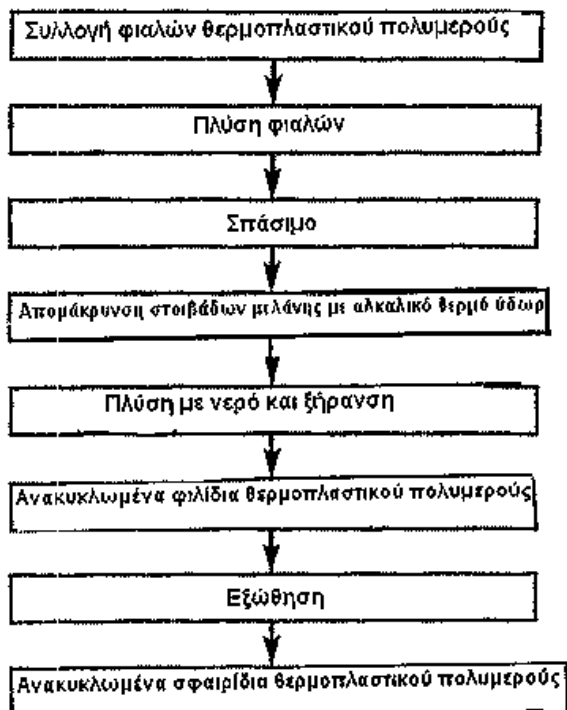 Συλλογή φιαλών θερμοπλαστικού πολυμερούς
Πλύση φιαλών
Σπάσιμο
Απομάκρυνση στοιβάδων μελάνης με αλκαλικό θερμό ύδωρ
Πλύση με νερό και ξήρανση
Ανακυκλωμένα φιλίδια θερμοπλαστικού πολυμερούς
Εξώθηση
Ανακυκλωμένα σφαιρίδια θερμοπλαστικού πολυμερούς